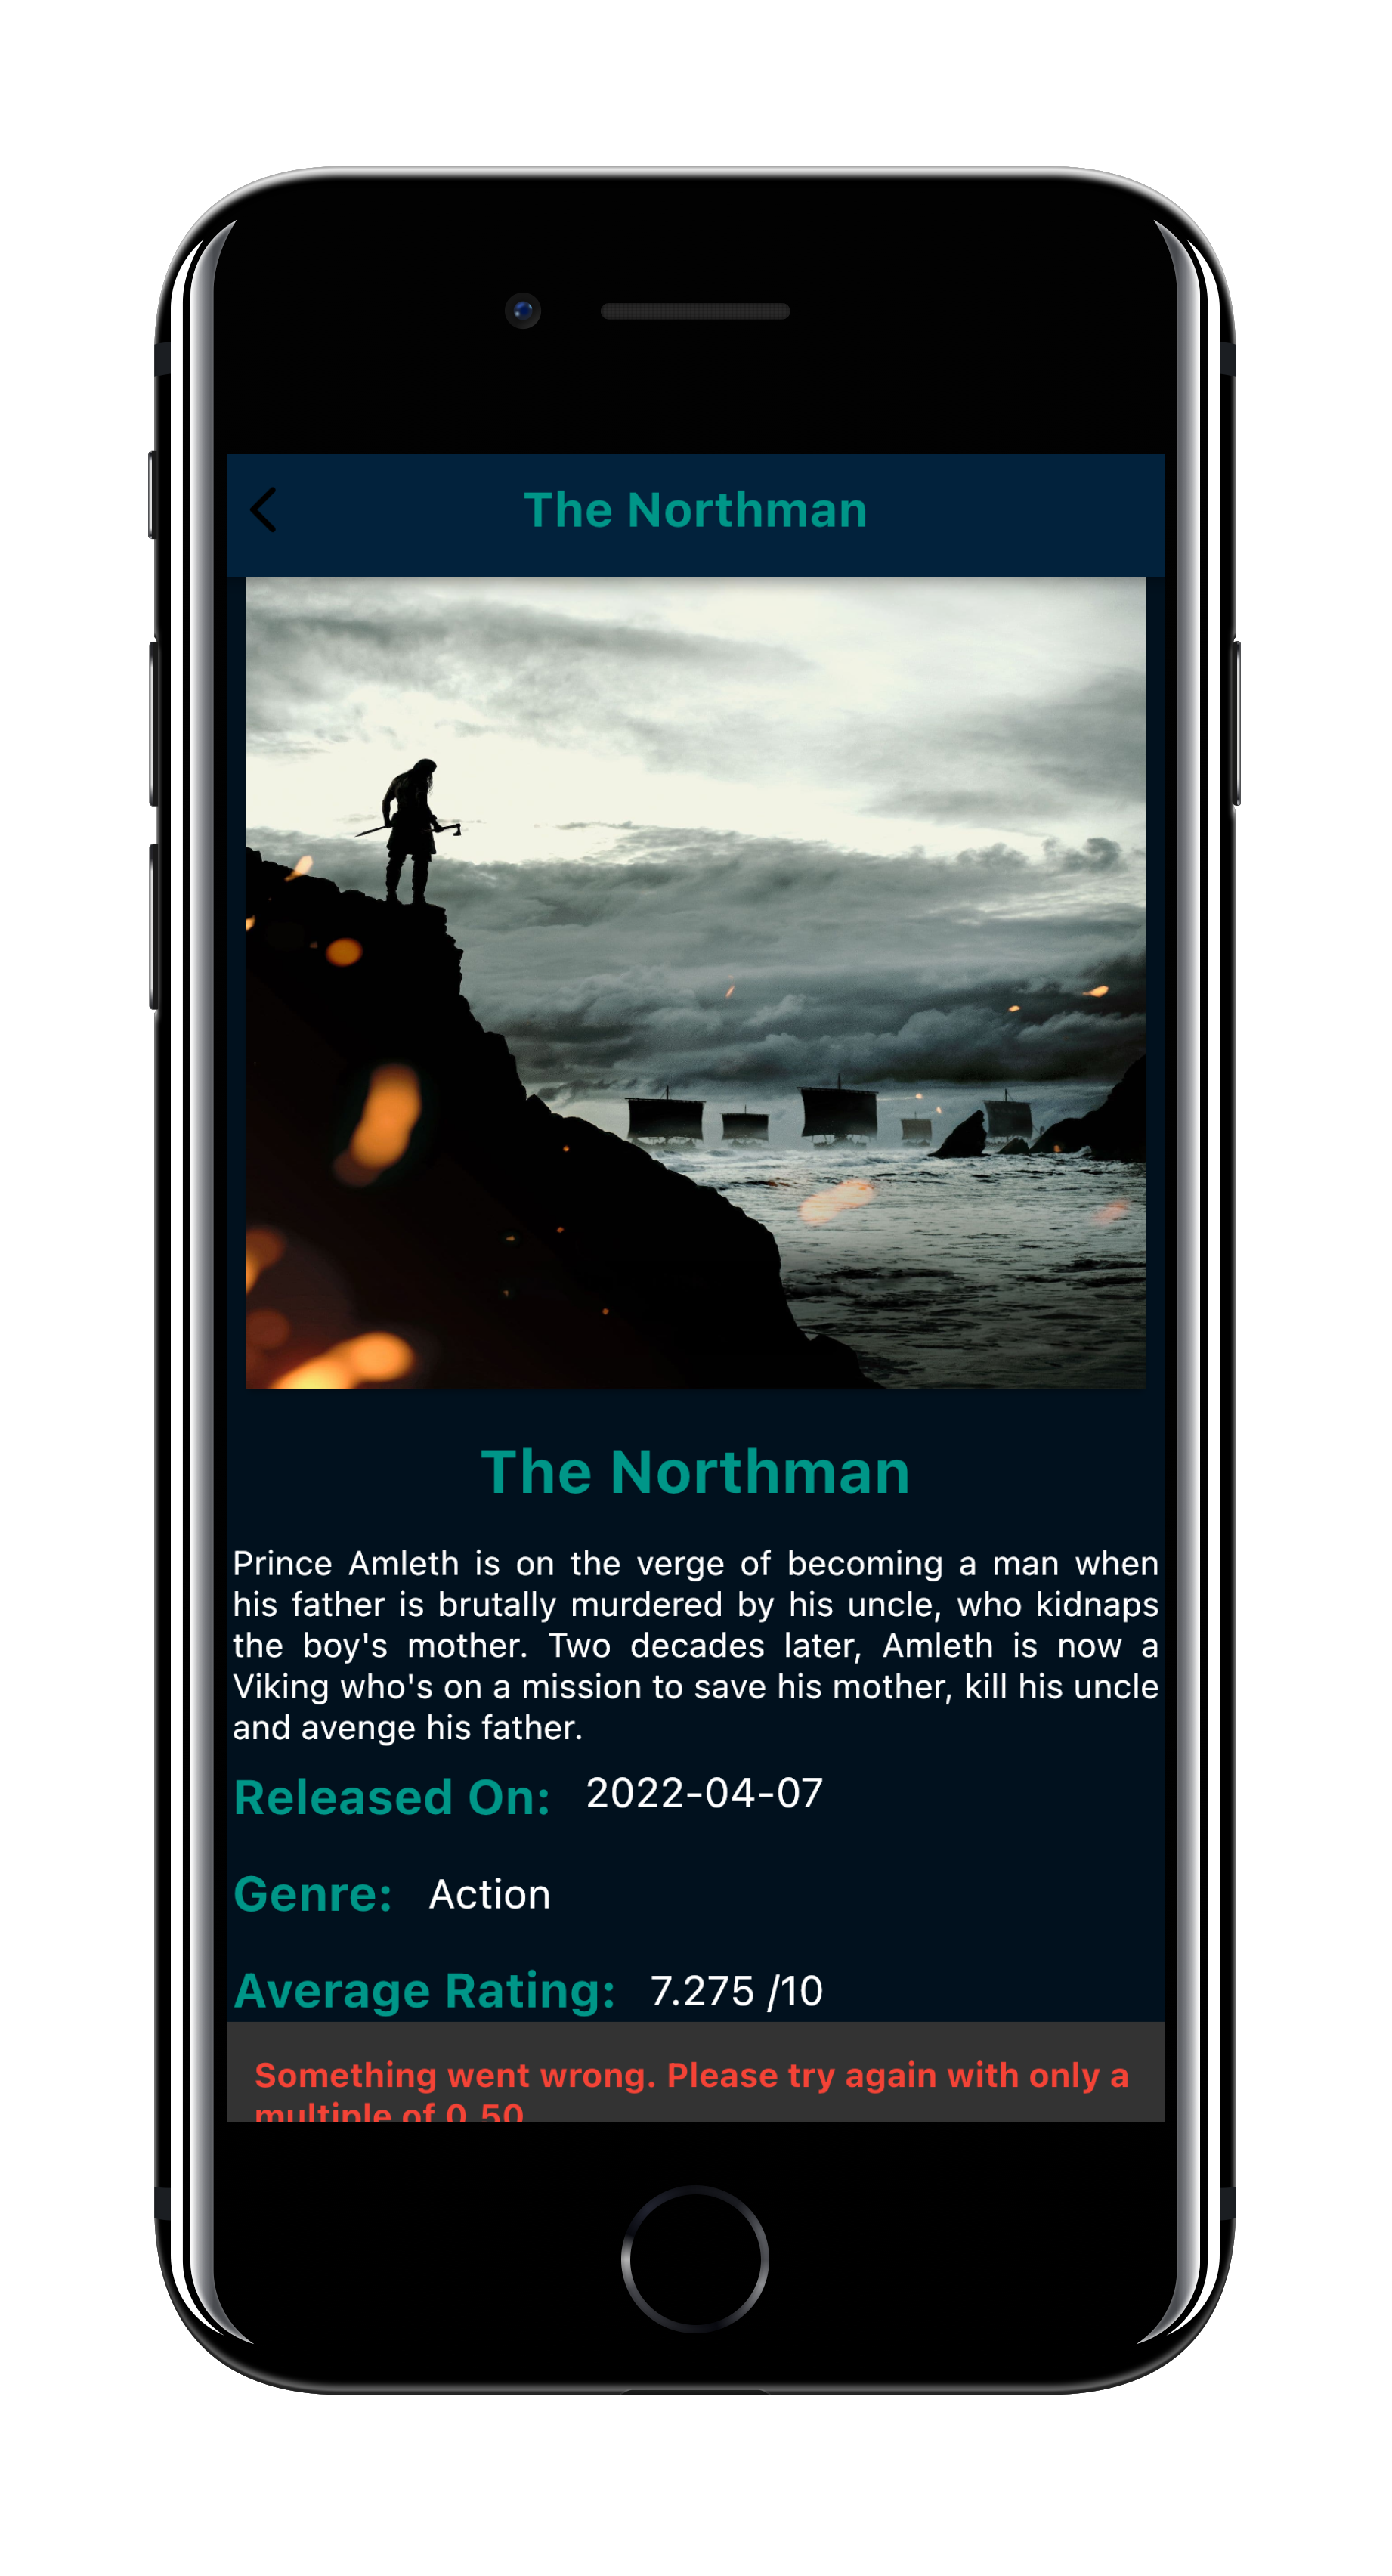 The Northman
The Northman
Prince Amleth is on the verge of becoming a man when
his father is brutally murdered by his uncle, who kidnaps
the boy's mother. Two decades later, Amleth is now a
Viking who's on a mission to save his mother, kill his uncle
and avenge his father.
Released On: 2022-04-07
Genre: Action
Average Rating: 7.275 /10
Something went wrong. Please try again with only a
multiple of 0.50